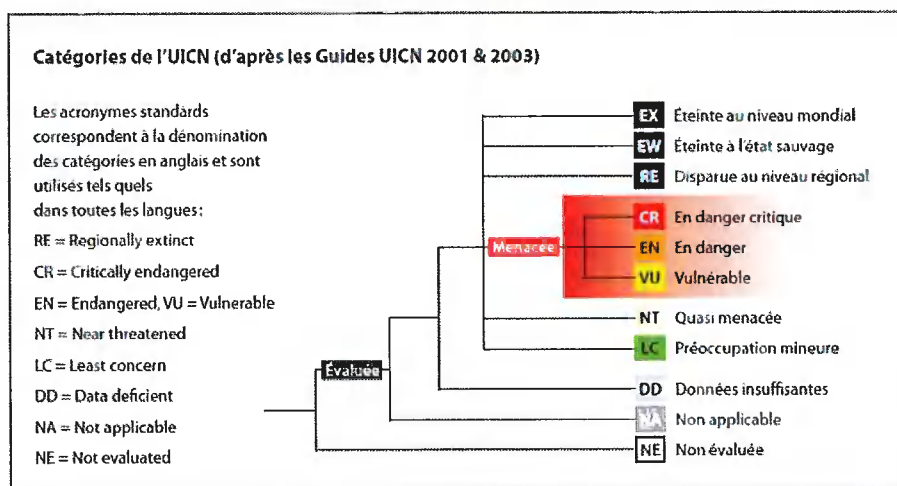 Catégories de l'UICN (d'après les Guides UICN 2001 & 2003)
Les acronymes standards
correspondent à la dénomination
des catégories en anglais et sont
utilisés tels quels
dans toutes les langues:
RE = Regionally extinct
CR = Critically endangered
EN = Endangered, VU = Vulnerable
NT = Near threatened
LC = Least concern
DD = Data deficient
NA = Not applicable
NE = Not evaluated
Évaluée
Menacée
EX Éteinte au niveau mondial
EW Éteinte à l'état sauvage
RE Disparue au niveau régional
CR En danger critique
EN En danger
VU Vulnérable
NT Quasi menacée
LC Préoccupation mineure
DD Données insuffisantes
NA Non applicable
NE Non évaluée